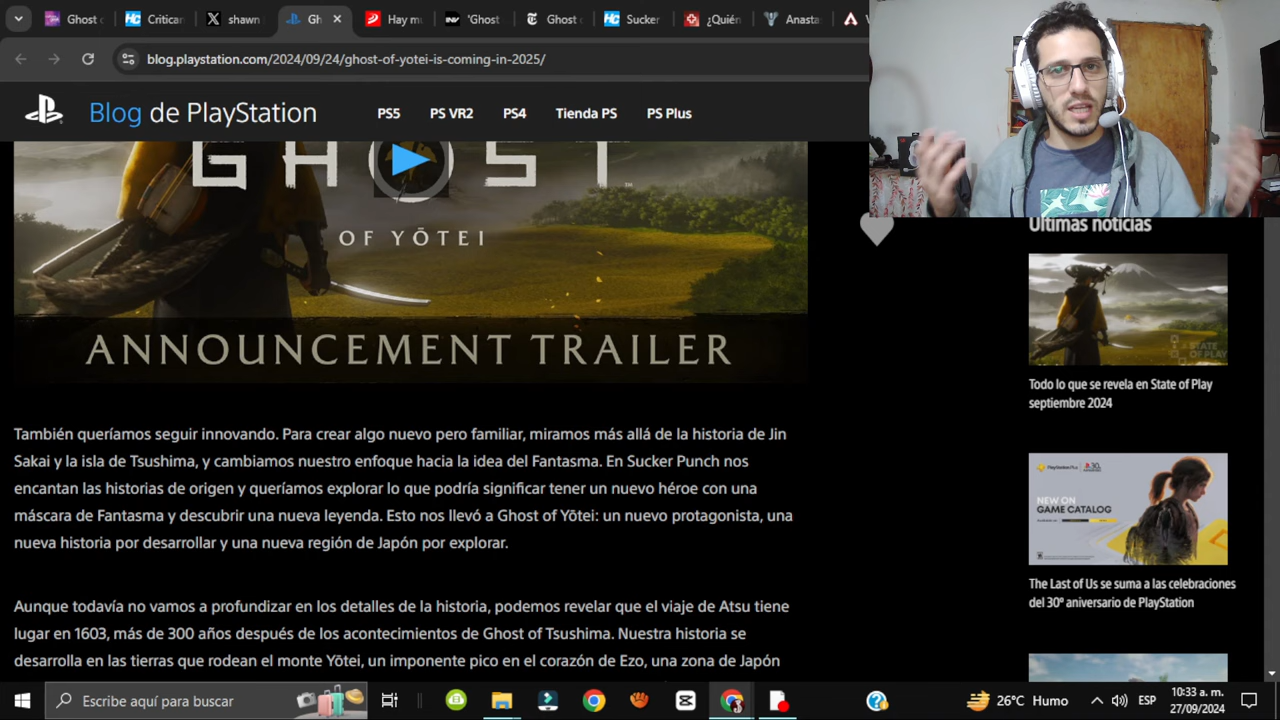 Ghost c
Critican
shawn
Gh
Hay mu
'Ghost
Ghost c
Sucker
¿Quién
Anasta
blog.playstation.com/2024/09/24/ghost-of-yotei-is-coming-in-2025/
Blog de PlayStation
PS5
PS VR2
PS4
Tienda PS
PS Plus
GHOST
OF YŌTEI
ANNOUNCEMENT TRAILER
También queríamos seguir innovando. Para crear algo nuevo pero familiar, miramos más allá de la historia de Jin
Sakai y la isla de Tsushima, y cambiamos nuestro enfoque hacia la idea del Fantasma. En Sucker Punch nos
encantan las historias de origen y queríamos explorar lo que podría significar tener un nuevo héroe con una
máscara de Fantasma y descubrir una nueva leyenda. Esto nos llevó a Ghost of Yōtei: un nuevo protagonista, una
nueva historia por desarrollar y una nueva región de Japón por explorar.
Aunque todavía no vamos a profundizar en los detalles de la historia, podemos revelar que el viaje de Atsu tiene
lugar en 1603, más de 300 años después de los acontecimientos de Ghost of Tsushima. Nuestra historia se
desarrolla en las tierras que rodean el monte Yōtei, un imponente pico en el corazón de Ezo, una zona de Japón
Últimas noticias
STATE OF PLAY
Todo lo que se revela en State of Play
septiembre 2024
NEW ON
GAME CATALOG
The Last of Us se suma a las celebraciones
del 30º aniversario de PlayStation
Escribe aquí para buscar
26°C Humo
ESP
10:33 a. m.
27/09/2024